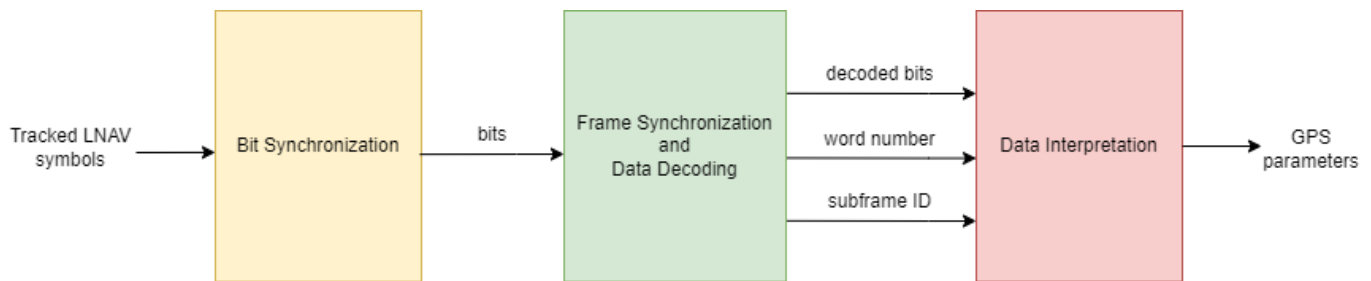 Tracked LNAV
symbols
Bit Synchronization
bits
Frame Synchronization
and
Data Decoding
decoded bits
word number
subframe ID
Data Interpretation
GPS
parameters